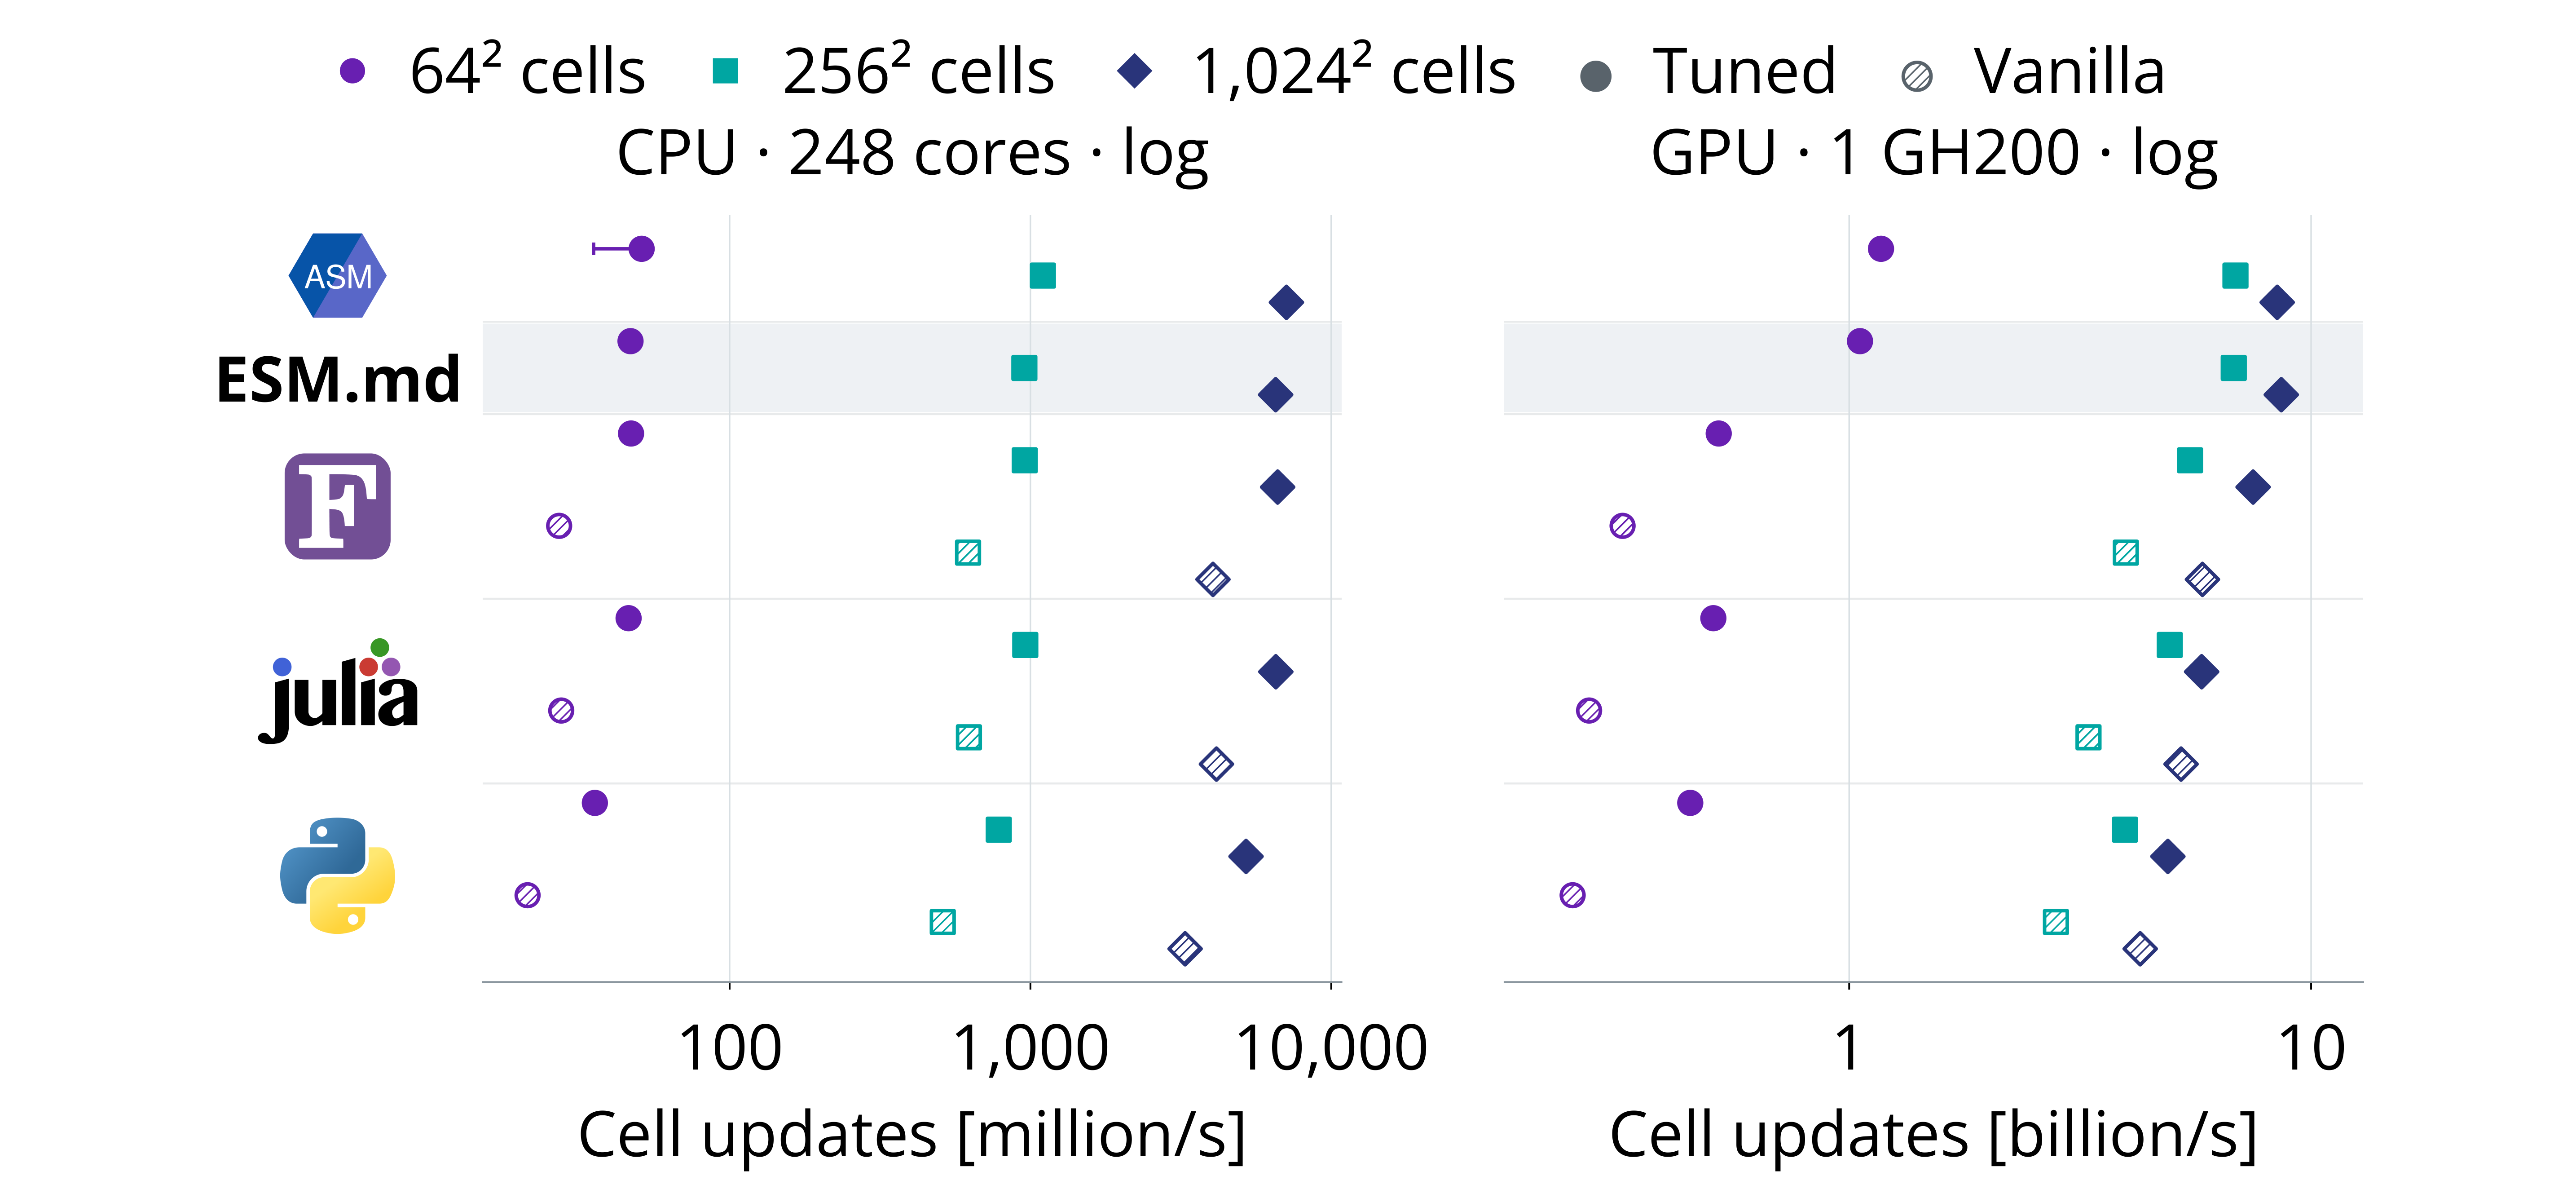 64² cells 256² cells 1,024² cells Tuned Vanilla
CPU · 248 cores · log
GPU · 1 GH200 · log
ASM
ESM.md
F
julia
100 1,000 10,000
1 10
Cell updates [million/s]
Cell updates [billion/s]